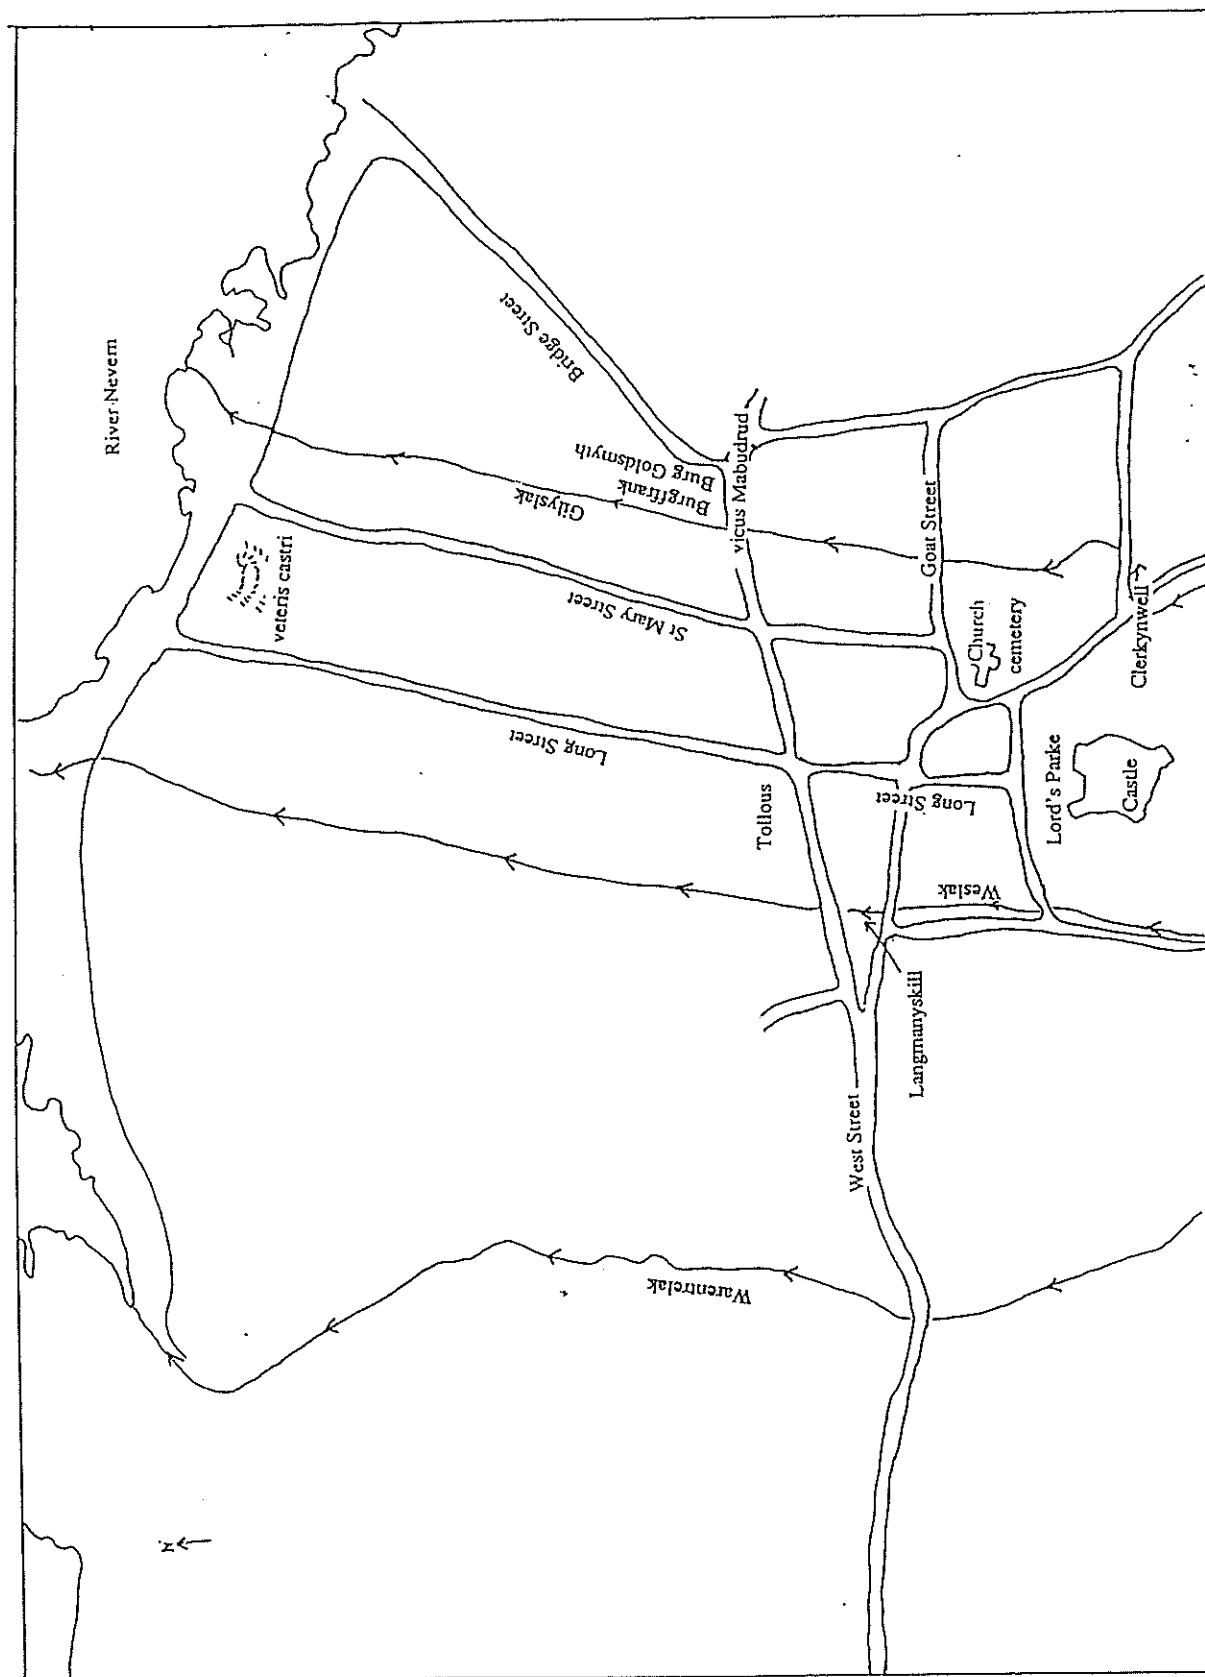 River Nevern
Bridge Street
Burg Goldsmyth
Burgffrank
Gilyslak
vicus Mabudrud
Goat Street
veteris castri
St Mary Street
Church
cemetery
Clerkynwell
Long Street
Tollous
Long Street
Lord's Parke
Castle
Weslak
Langmanyskill
West Street
Warentrelak
N